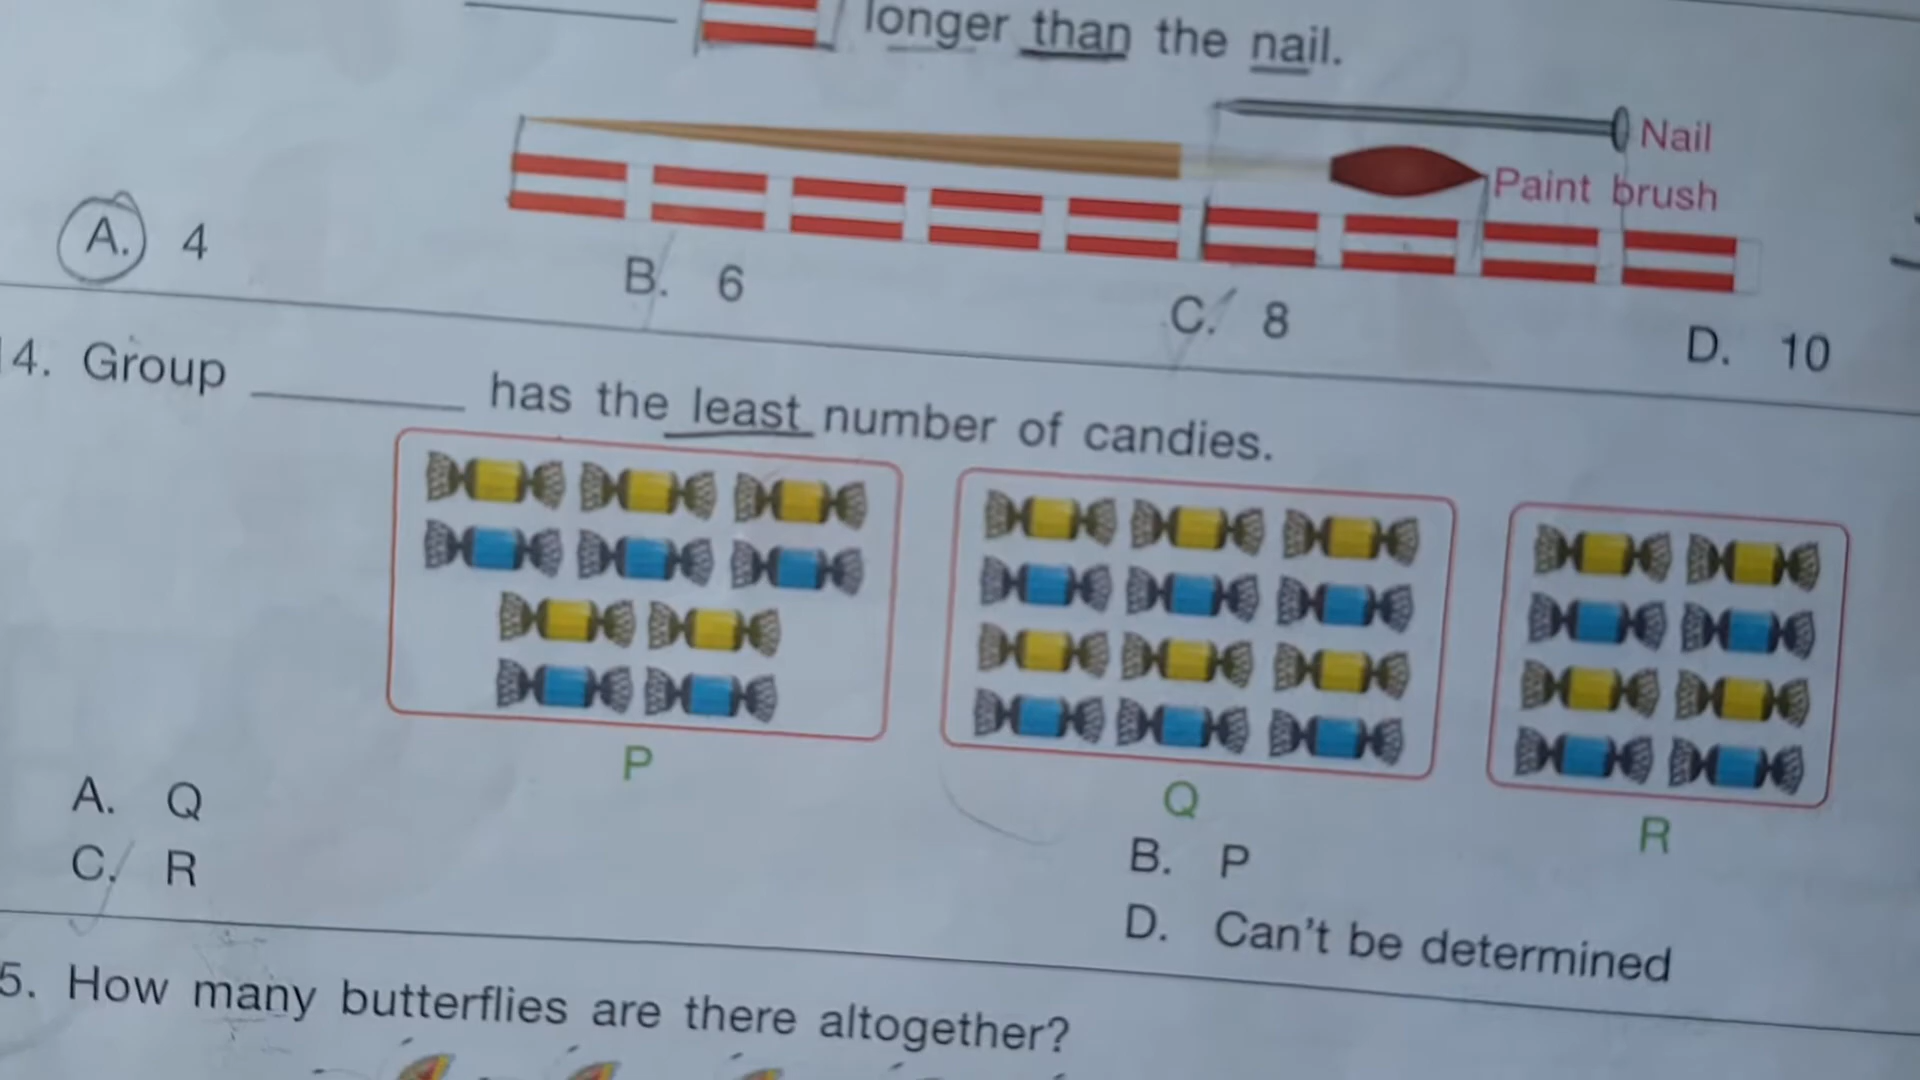 longer than the nail.
Nail
Paint brush
A. 4
B. 6
C. 8
D. 10
4. Group ______ has the least number of candies.
P
Q
R
A. Q
B. P
C. R
D. Can't be determined
5. How many butterflies are there altogether?